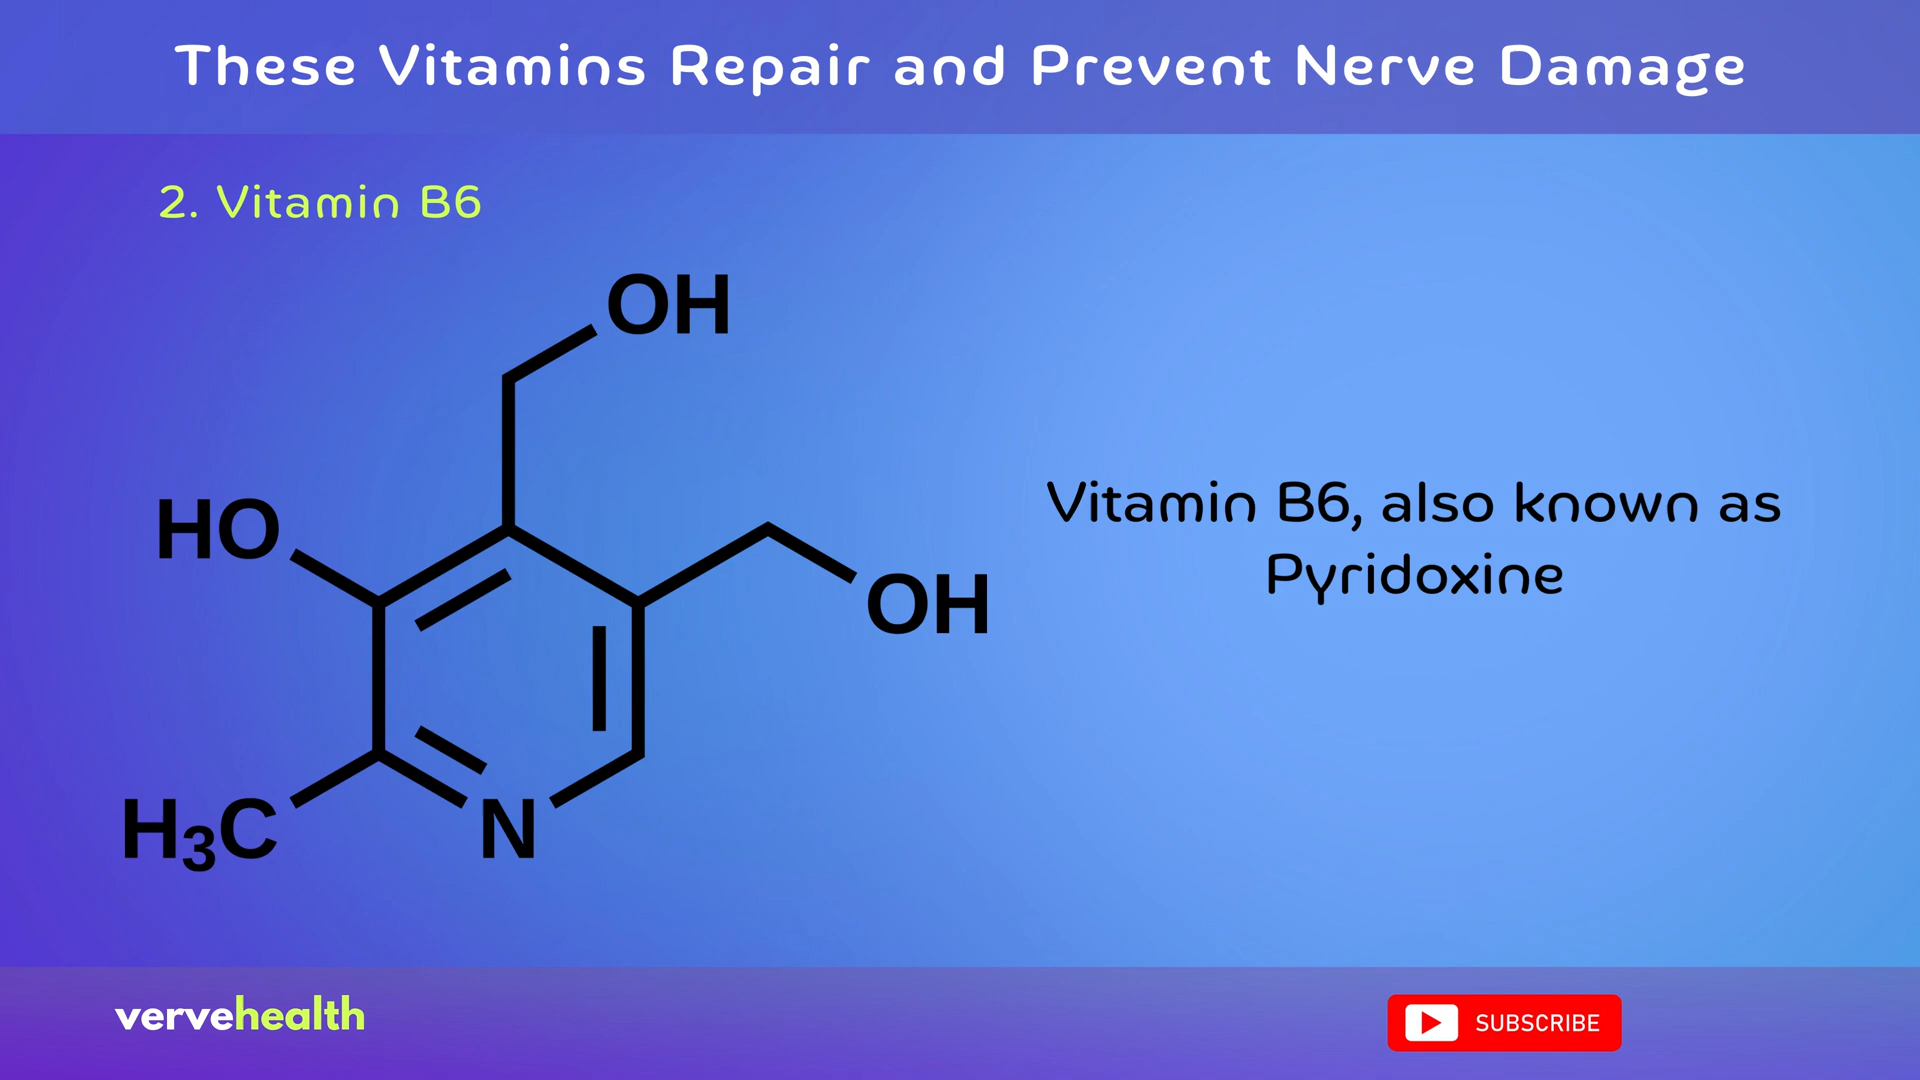 These Vitamins Repair and Prevent Nerve Damage
2. Vitamin B6
OH
HO
OH
H₃C
N
Vitamin B6, also known as
Pyridoxine
vervehealth
SUBSCRIBE